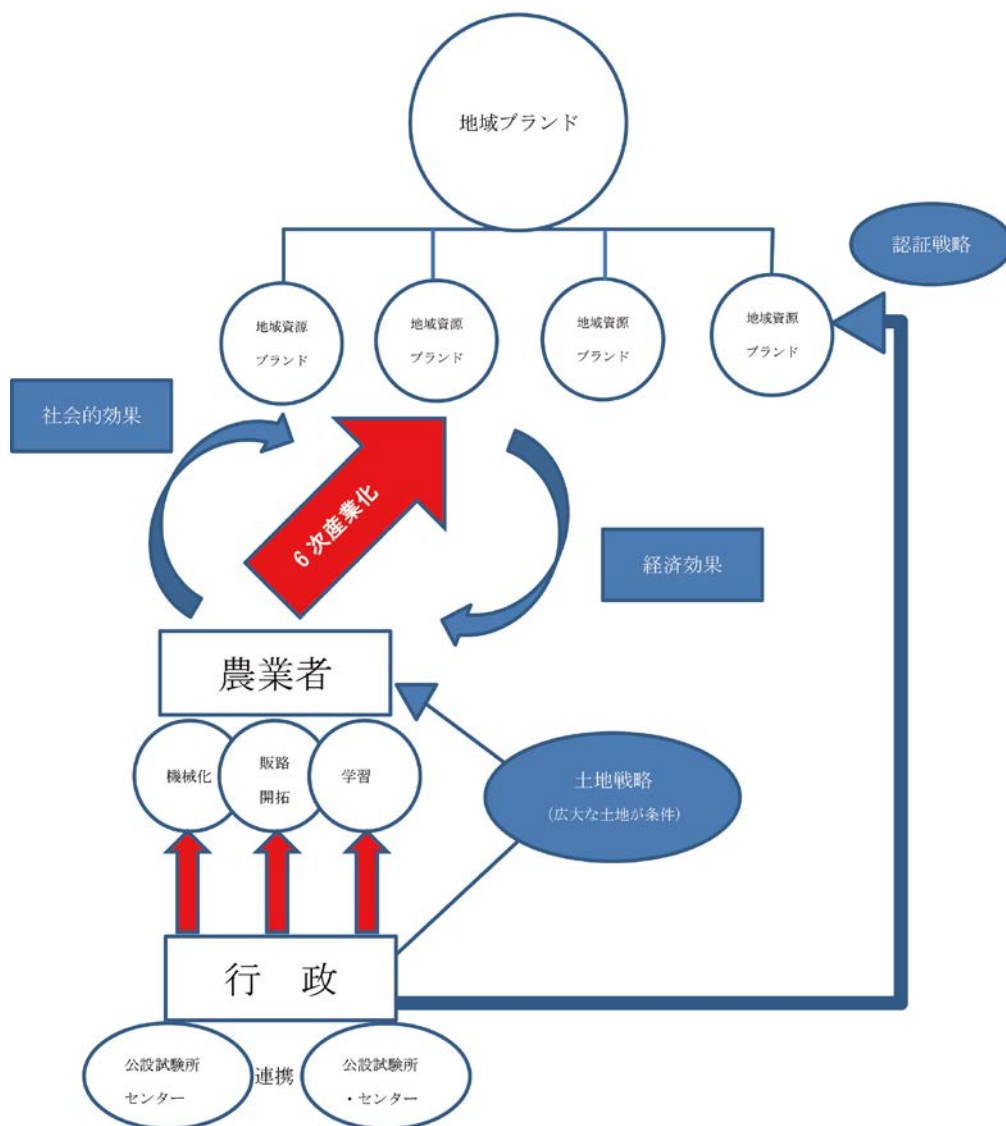 地域ブランド
認証戦略
地域資源
ブランド
地域資源
ブランド
地域資源
ブランド
地域資源
ブランド
社会的効果
6次産業化
経済効果
農業者
機械化
販路
開拓
学習
土地戦略
(広大な土地が条件)
行 政
公設試験所
センター
連携
公設試験所
・センター